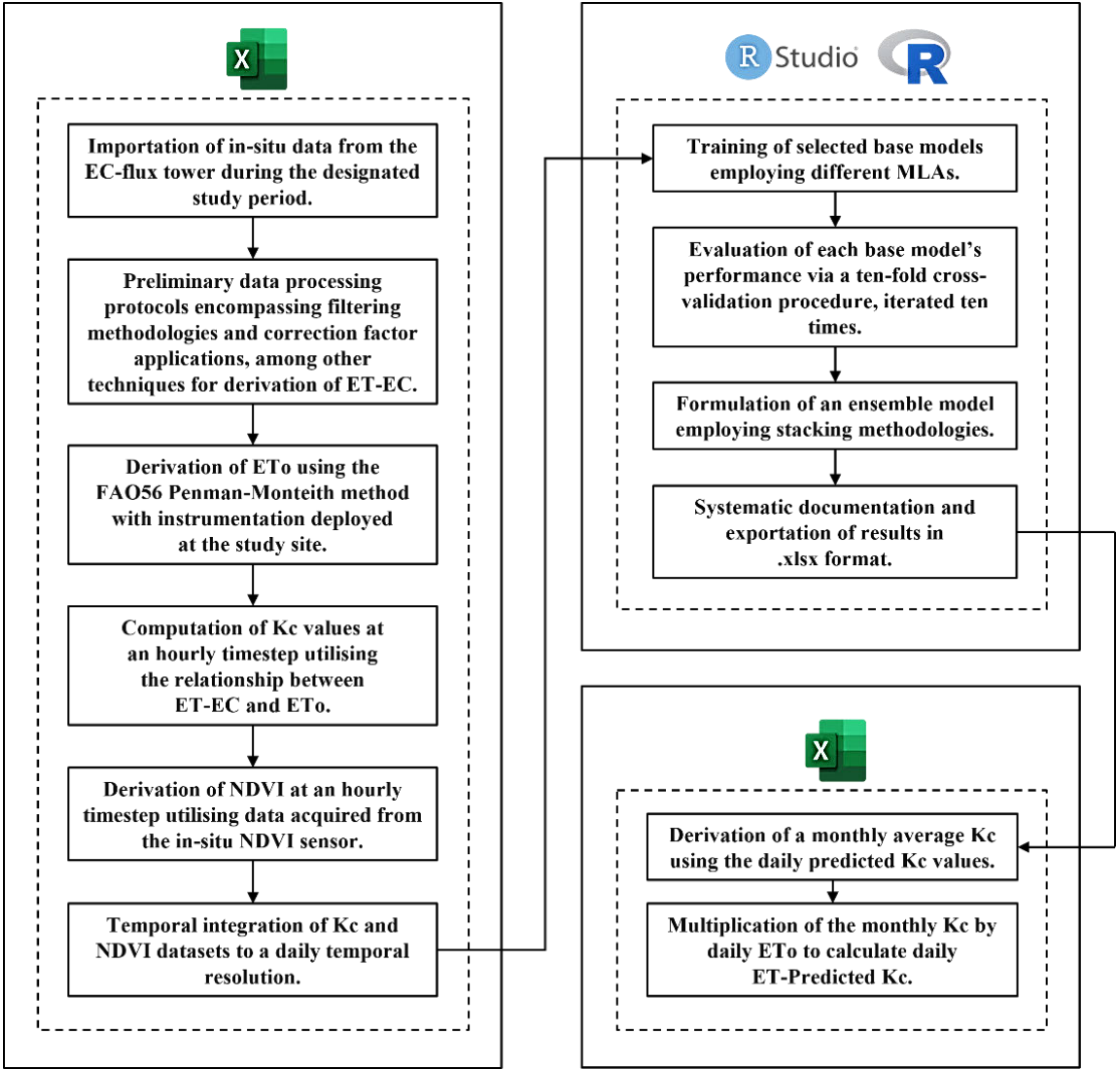 X
Importation of in-situ data from the
EC-flux tower during the designated
study period.
Preliminary data processing
protocols encompassing filtering
methodologies and correction factor
applications, among other
techniques for derivation of ET-EC.
Derivation of ETo using the
FAO56 Penman-Monteith method
with instrumentation deployed
at the study site.
Computation of Kc values at
an hourly timestep utilising
the relationship between
ET-EC and ETo.
Derivation of NDVI at an hourly
timestep utilising data acquired from
the in-situ NDVI sensor.
Temporal integration of Kc and
NDVI datasets to a daily temporal
resolution.
R Studio R
Training of selected base models
employing different MLAs.
Evaluation of each base model’s
performance via a ten-fold cross-
validation procedure, iterated ten
times.
Formulation of an ensemble model
employing stacking methodologies.
Systematic documentation and
exportation of results in
.xlsx format.
X
Derivation of a monthly average Kc
using the daily predicted Kc values.
Multiplication of the monthly Kc by
daily ETo to calculate daily
ET-Predicted Kc.